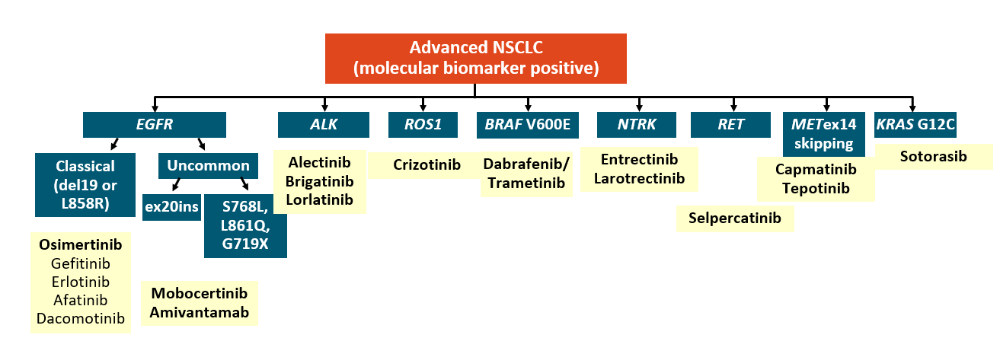 Advanced NSCLC
(molecular biomarker positive)
EGFR
ALK
ROS1
BRAF V600E
NTRK
RET
METex14
skipping
KRAS G12C
Classical
(del19 or
L858R)
Uncommon
ex20ins
S768L,
L861Q,
G719X
Alectinib
Brigatinib
Lorlatinib
Crizotinib
Dabrafenib/
Trametinib
Entrectinib
Larotrectinib
Selpercatinib
Capmatinib
Tepotinib
Sotorasib
Osimertinib
Gefitinib
Erlotinib
Afatinib
Dacomotinib
Mobocertinib
Amivantamab